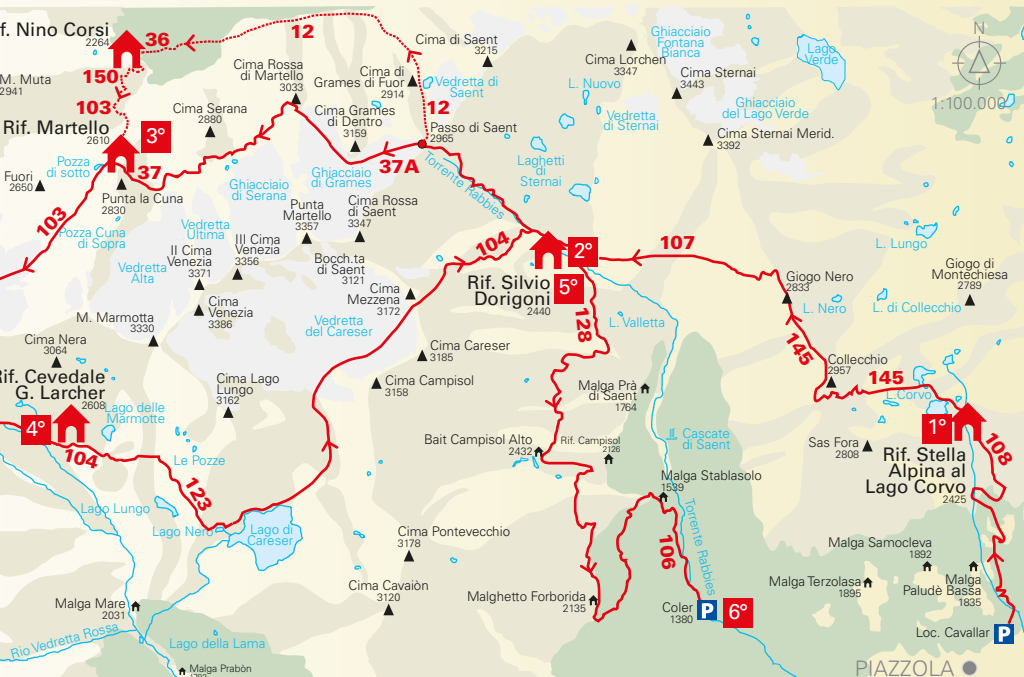 f. Nino Corsi
2264
36
12
150
M. Muta
2941
103
Rif. Martello
2610
3°
Cima Serana
2880
Cima Rossa
di Martello
3033
Cima di
Grames di Fuor
2914
Cima di Saent
3215
Vedretta di
Saent
12
Cima Grames
di Dentro
3159
Passo di Saent
2965
37A
Torrente Rabbies
Cima Lorchen
3347
Ghiacciaio
Fontana
Bianca
Lago
Verde
N
1:100.000
L. Nuovo
Cima Sternai
3443
Ghiacciaio
del Lago Verde
Vedretta
di Sternai
Cima Sternai Merid.
3392
Laghetti
di Sternai
Pozza
di sotto
37
Fuori
2650
Punta la Cuna
2830
103
Pozza Cuna
di Sopra
Ghiacciaio
di Serana
Ghiacciaio
di Grames
Vedretta
Ultima
Punta
Martello
3357
Cima Rossa
di Saent
3347
Vedretta
Alta
II Cima
Venezia
3371
III Cima
Venezia
3356
Bocch.ta
di Saent
3121
Cima
Venezia
3386
Cima
Mezzena
3172
104
2°
Rif. Silvio
Dorigoni
2440
5°
107
L. Lungo
Giogo Nero
2833
Giogo di
Montechiesa
2789
L. Nero
L. di Collecchio
M. Marmotta
3330
Vedretta
del Careser
128
L. Valletta
145
Cima Nera
3064
Cima Careser
3185
Collecchio
2957
145
Rif. Cevedale
G. Larcher
2608
4°
Lago delle
Marmotte
Cima Lago
Lungo
3162
Cima Campisol
3158
Malga Prà
di Saent
1764
L.Corvo
1°
108
104
Le Pozze
Bait Campisol Alto
2432
Rif. Campisol
2126
Cascate
di Saent
Sas Fora
2808
Rif. Stella
Alpina al
Lago Corvo
2425
123
Malga Stablasolo
1539
Lago Lungo
Lago Nero
Lago di
Careser
Cima Pontevecchio
3178
106
Torrente Rabbies
Malga Samocleva
1892
Cima Cavaiòn
3120
Malghetto Forborida
2135
Malga Terzolasa
1895
Malga
Paludè Bassa
1835
Malga Mare
2031
Coler
1380
P
6°
Loc. Cavallar
P
Rio Vedretta Rossa
Lago della Lama
Malga Prabòn
PIAZZOLA